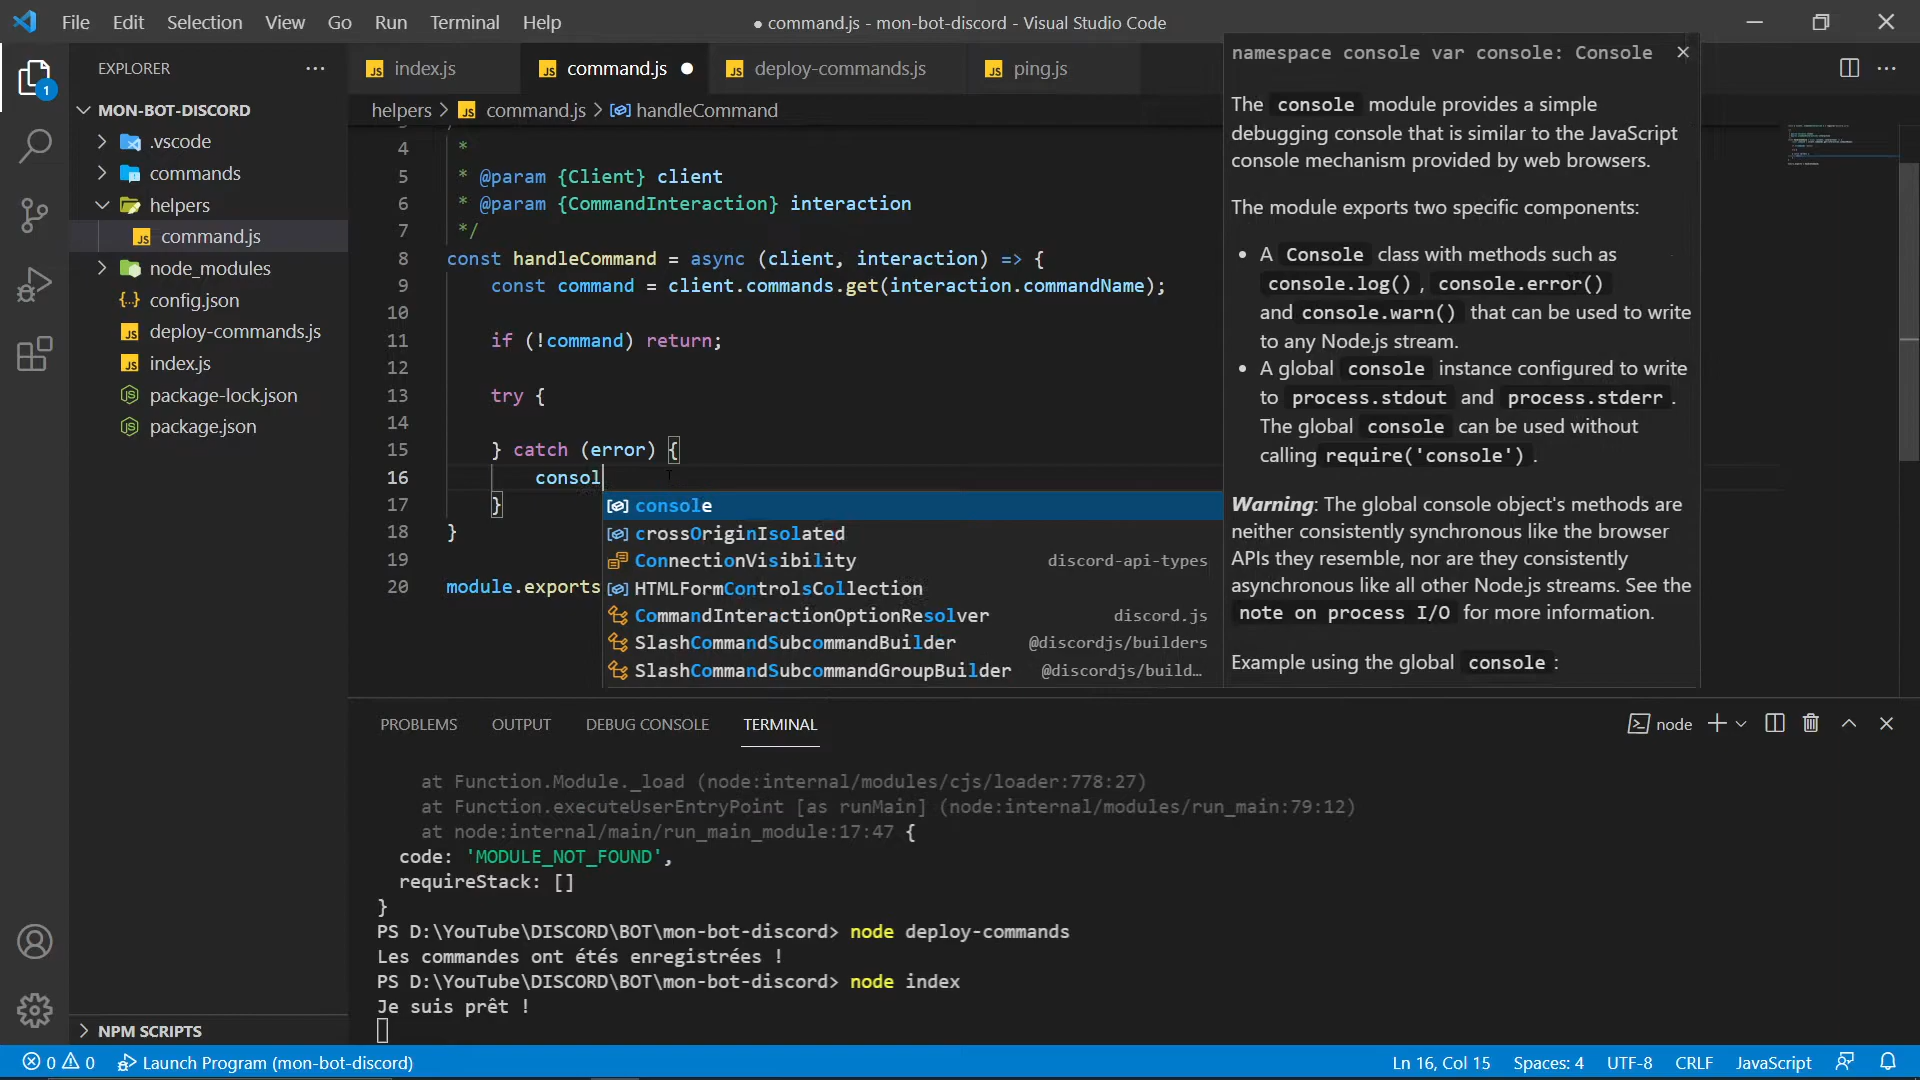 File Edit Selection View Go Run Terminal Help
● command.js - mon-bot-discord - Visual Studio Code
EXPLORER
MON-BOT-DISCORD
.vscode
commands
helpers
command.js
node_modules
config.json
deploy-commands.js
index.js
package-lock.json
package.json
NPM SCRIPTS
1
index.js
command.js
deploy-commands.js
ping.js
helpers > command.js > handleCommand
4 *
5 * @param {Client} client
6 * @param {CommandInteraction} interaction
7 */
8 const handleCommand = async (client, interaction) => {
9 const command = client.commands.get(interaction.commandName);
10
11 if (!command) return;
12
13 try {
14
15 } catch (error) {
16 consol
17 }
18 }
19
20 module.exports
console
crossOriginIsolated
ConnectionVisibility discord-api-types
HTMLFormControlsCollection
CommandInteractionOptionResolver discord.js
SlashCommandSubcommandBuilder @discordjs/builders
SlashCommandSubcommandGroupBuilder @discordjs/build…
namespace console var console: Console
The console module provides a simple
debugging console that is similar to the JavaScript
console mechanism provided by web browsers.
The module exports two specific components:
• A Console class with methods such as
console.log() , console.error()
and console.warn() that can be used to write
to any Node.js stream.
• A global console instance configured to write
to process.stdout and process.stderr .
The global console can be used without
calling require('console') .
Warning: The global console object's methods are
neither consistently synchronous like the browser
APIs they resemble, nor are they consistently
asynchronous like all other Node.js streams. See the
note on process I/O for more information.
Example using the global console :
PROBLEMS OUTPUT DEBUG CONSOLE TERMINAL
node
at Function.Module._load (node:internal/modules/cjs/loader:778:27)
at Function.executeUserEntryPoint [as runMain] (node:internal/modules/run_main:79:12)
at node:internal/main/run_main_module:17:47 {
code: 'MODULE_NOT_FOUND',
requireStack: []
}
PS D:\YouTube\DISCORD\BOT\mon-bot-discord> node deploy-commands
Les commandes ont étés enregistrées !
PS D:\YouTube\DISCORD\BOT\mon-bot-discord> node index
Je suis prêt !
0 0 Launch Program (mon-bot-discord)
Ln 16, Col 15 Spaces: 4 UTF-8 CRLF JavaScript